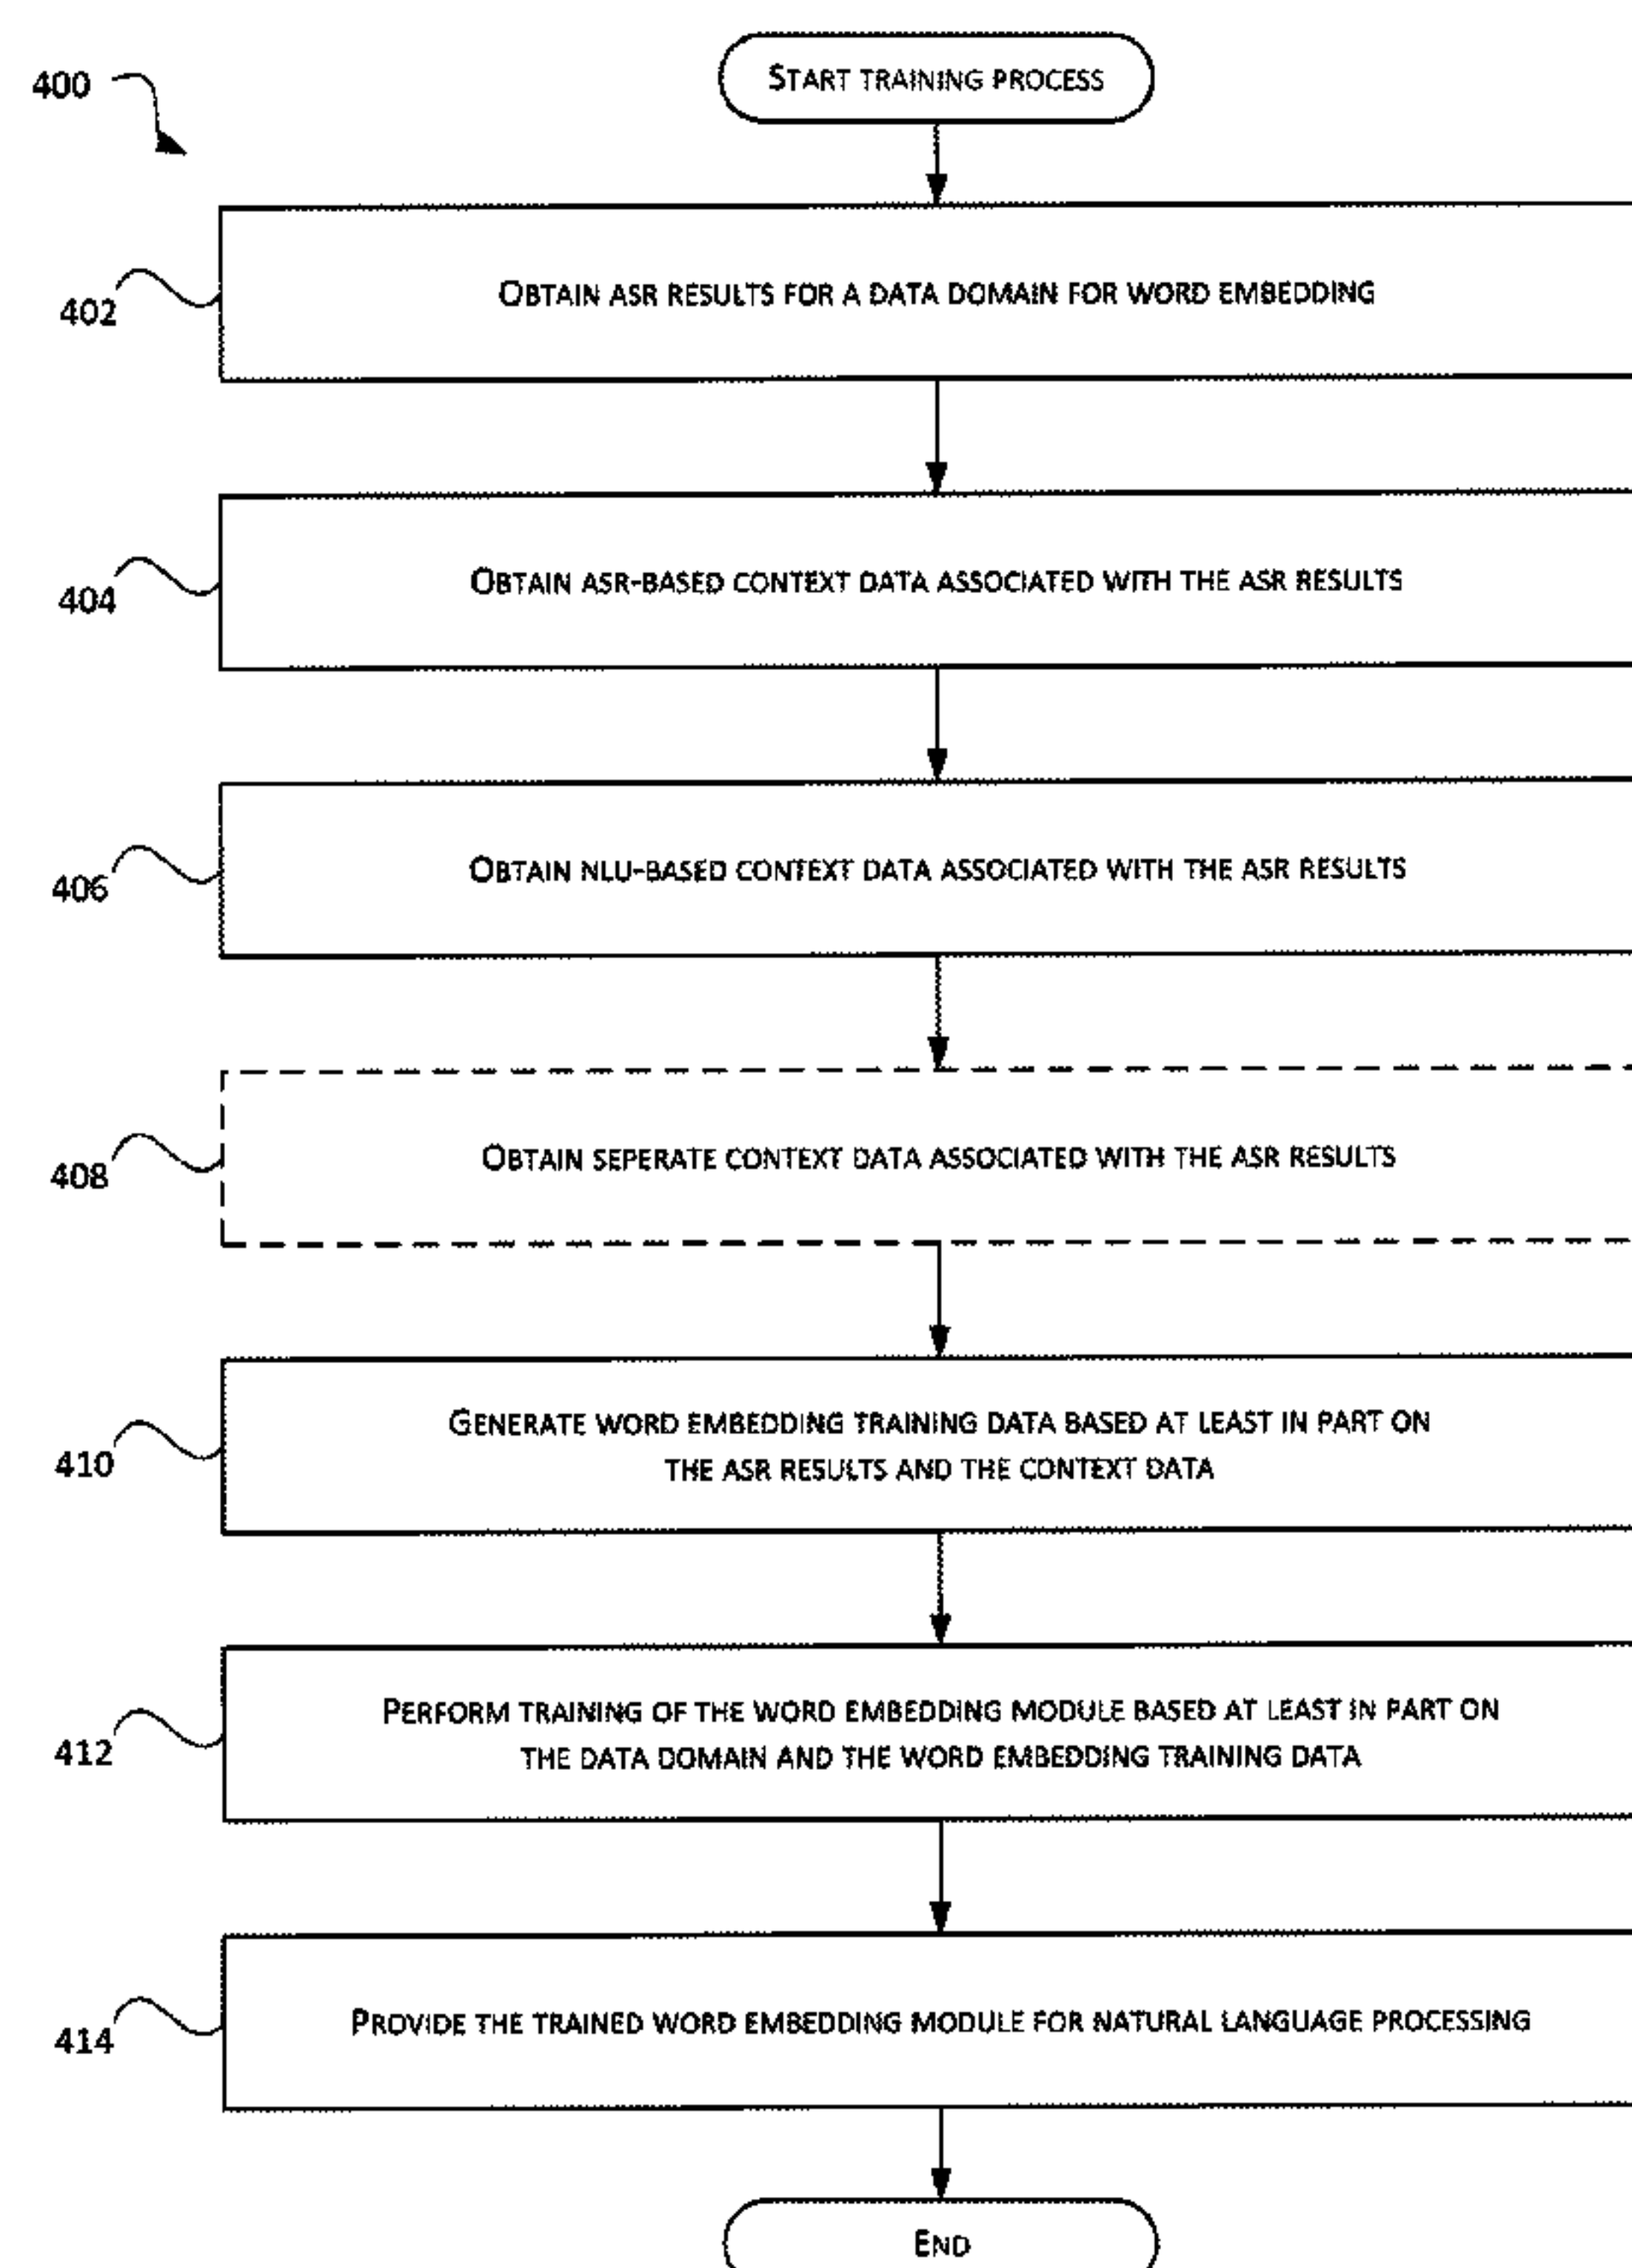 400
START TRAINING PROCESS
402
OBTAIN ASR RESULTS FOR A DATA DOMAIN FOR WORD EMBEDDING
404
OBTAIN ASR-BASED CONTEXT DATA ASSOCIATED WITH THE ASR RESULTS
406
OBTAIN NLU-BASED CONTEXT DATA ASSOCIATED WITH THE ASR RESULTS
408
OBTAIN SEPERATE CONTEXT DATA ASSOCIATED WITH THE ASR RESULTS
410
GENERATE WORD EMBEDDING TRAINING DATA BASED AT LEAST IN PART ON
THE ASR RESULTS AND THE CONTEXT DATA
412
PERFORM TRAINING OF THE WORD EMBEDDING MODULE BASED AT LEAST IN PART ON
THE DATA DOMAIN AND THE WORD EMBEDDING TRAINING DATA
414
PROVIDE THE TRAINED WORD EMBEDDING MODULE FOR NATURAL LANGUAGE PROCESSING
END